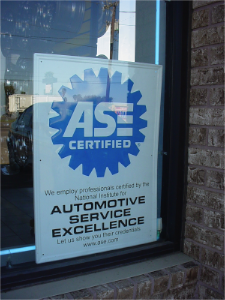 ASE
CERTIFIED
We employ professionals certified by the
National Institute for
AUTOMOTIVE
SERVICE
EXCELLENCE
Let us show you their credentials
www.ase.com